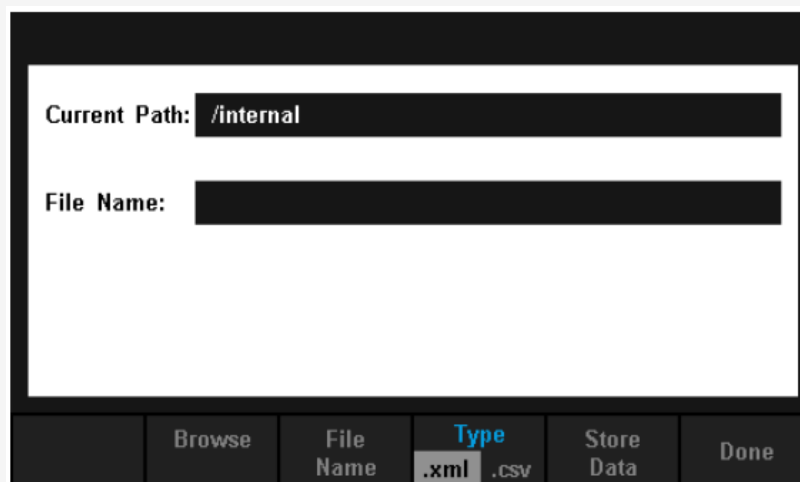 Current Path: /internal
File Name:
Browse
File
Name
Type
.xml .csv
Store
Data
Done